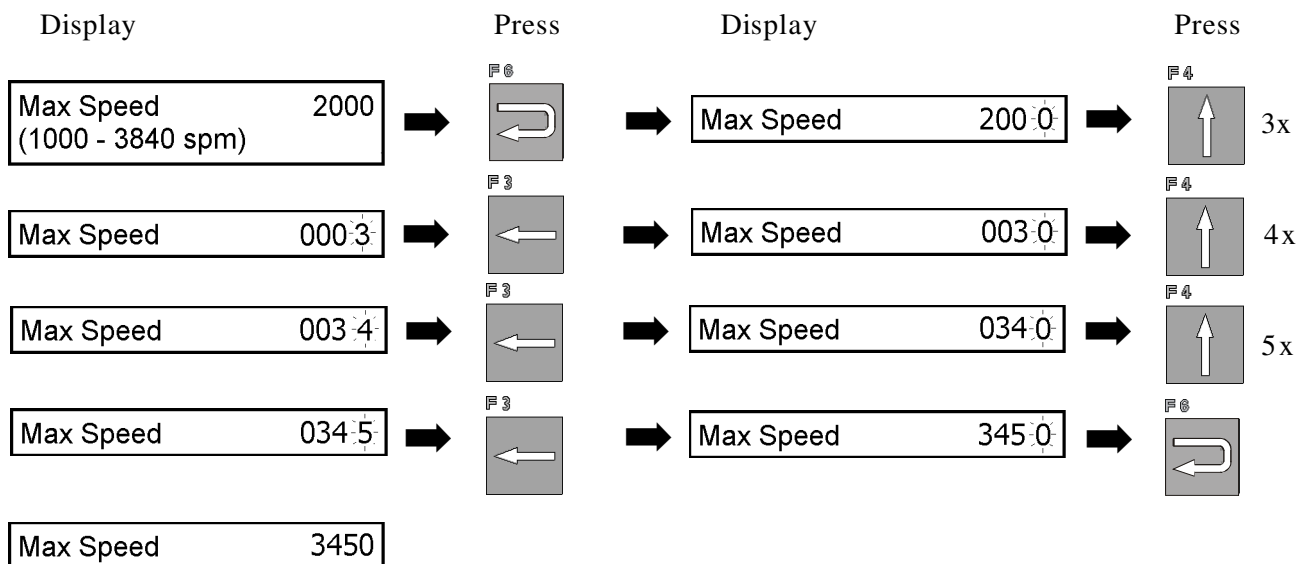 Display Press Display Press
F6 F4
Max Speed 2000 Max Speed 2000 3x
(1000 - 3840 spm)
F3 F4
Max Speed 0003 Max Speed 0030 4x
F3 F4
Max Speed 0034 Max Speed 0340 5x
F3 F6
Max Speed 0345 Max Speed 3450
Max Speed 3450